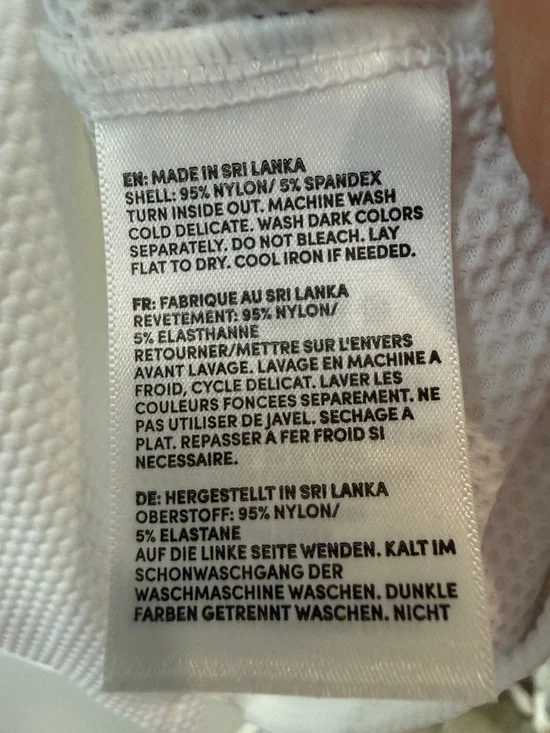 EN: MADE IN SRI LANKA
SHELL: 95% NYLON/ 5% SPANDEX
TURN INSIDE OUT. MACHINE WASH
COLD DELICATE. WASH DARK COLORS
SEPARATELY. DO NOT BLEACH. LAY
FLAT TO DRY. COOL IRON IF NEEDED.
FR: FABRIQUE AU SRI LANKA
REVETEMENT: 95% NYLON/
5% ELASTHANNE
RETOURNER/METTRE SUR L'ENVERS
AVANT LAVAGE. LAVAGE EN MACHINE A
FROID, CYCLE DELICAT. LAVER LES
COULEURS FONCEES SEPAREMENT. NE
PAS UTILISER DE JAVEL. SECHAGE A
PLAT. REPASSER A FER FROID SI
NECESSAIRE.
DE: HERGESTELLT IN SRI LANKA
OBERSTOFF: 95% NYLON/
5% ELASTANE
AUF DIE LINKE SEITE WENDEN. KALT IM
SCHONWASCHGANG DER
WASCHMASCHINE WASCHEN. DUNKLE
FARBEN GETRENNT WASCHEN. NICHT